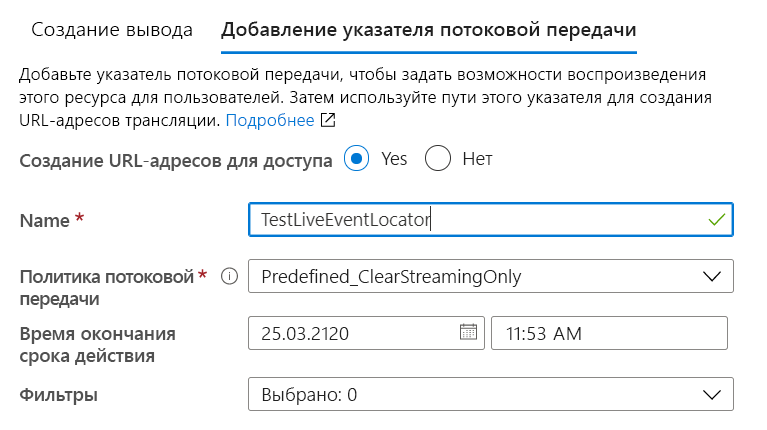 Создание вывода Добавление указателя потоковой передачи
Добавьте указатель потоковой передачи, чтобы задать возможности воспроизведения
этого ресурса для пользователей. Затем используйте пути этого указателя для создания
URL-адресов трансляции. Подробнее
Создание URL-адресов для доступа Yes Нет
Name * TestLiveEventLocator
Политика потоковой * Predefined_ClearStreamingOnly
передачи
Время окончания 25.03.2120 11:53 AM
срока действия
Фильтры Выбрано: 0